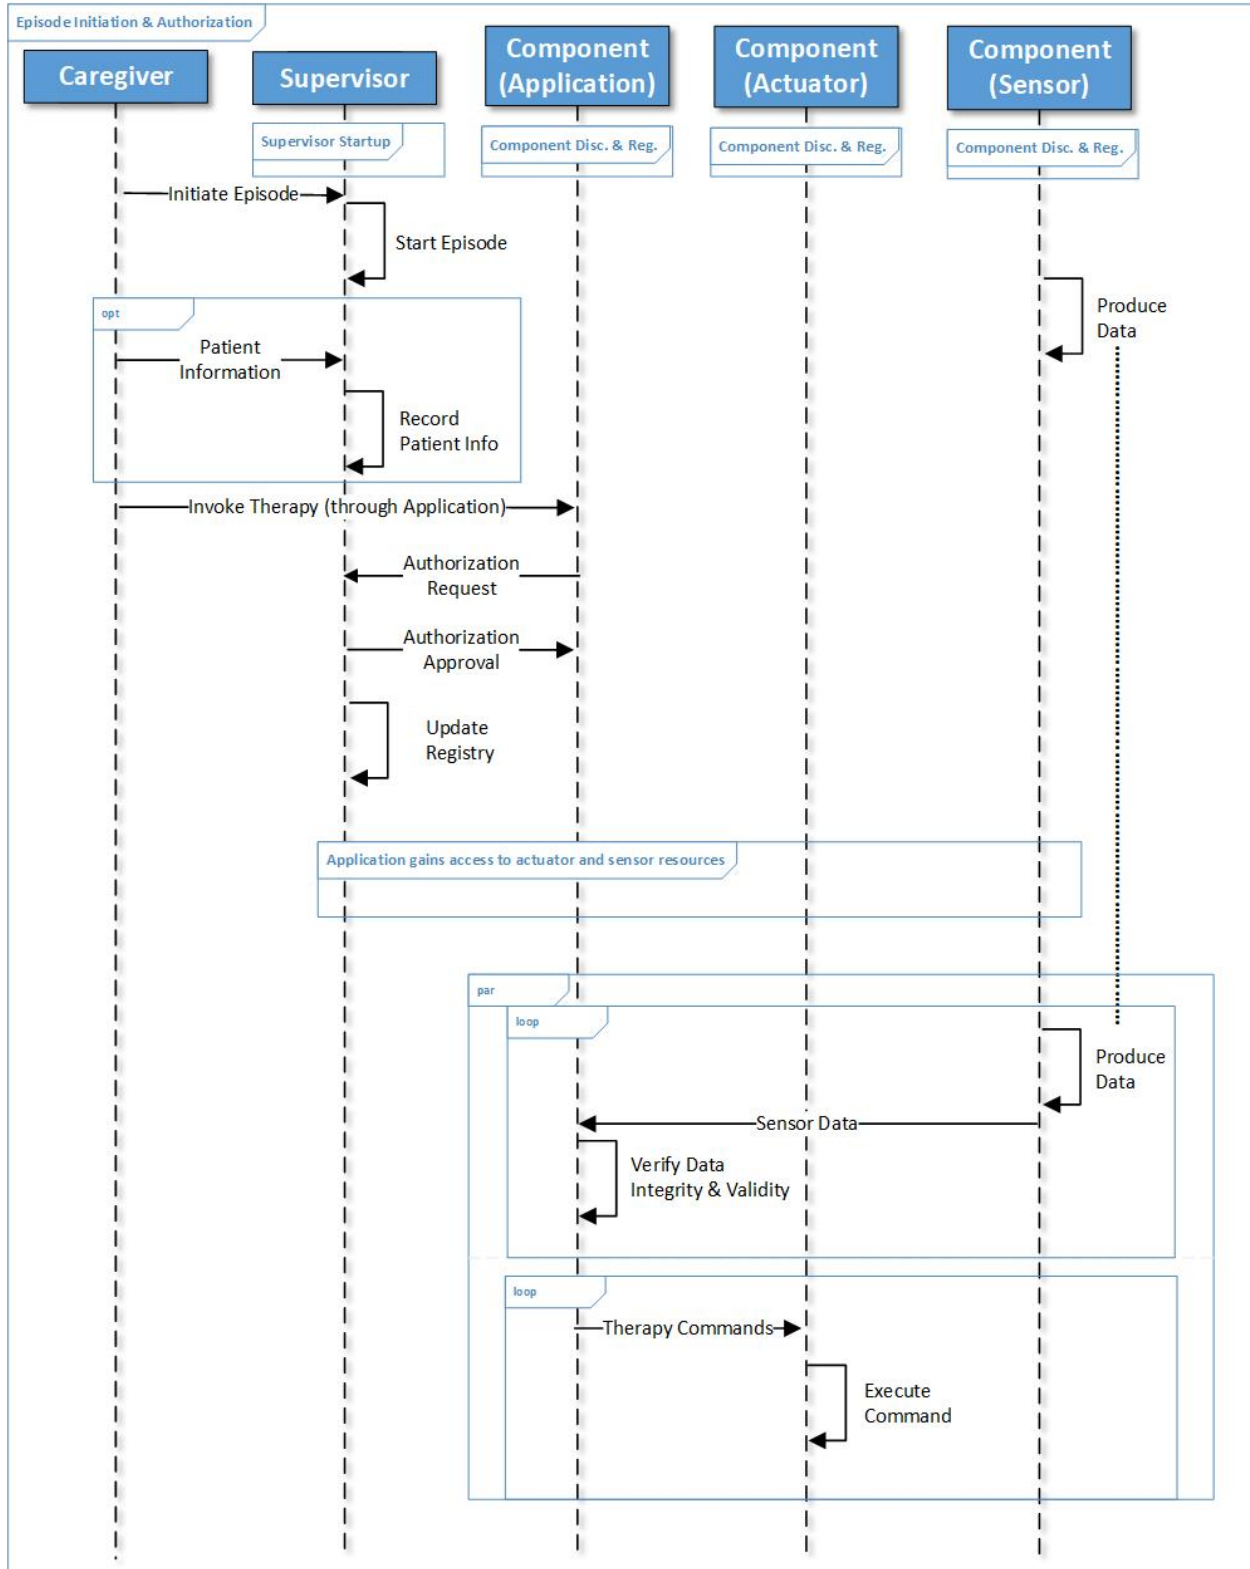 Episode Initiation & Authorization
Caregiver
Supervisor
Component
(Application)
Component
(Actuator)
Component
(Sensor)
Supervisor Startup
Component Disc. & Reg.
Component Disc. & Reg.
Component Disc. & Reg.
Initiate Episode
Start Episode
Produce
Data
opt
Patient
Information
Record
Patient Info
Invoke Therapy (through Application)
Authorization
Request
Authorization
Approval
Update
Registry
Application gains access to actuator and sensor resources
par
loop
Produce
Data
Sensor Data
Verify Data
Integrity & Validity
loop
Therapy Commands
Execute
Command